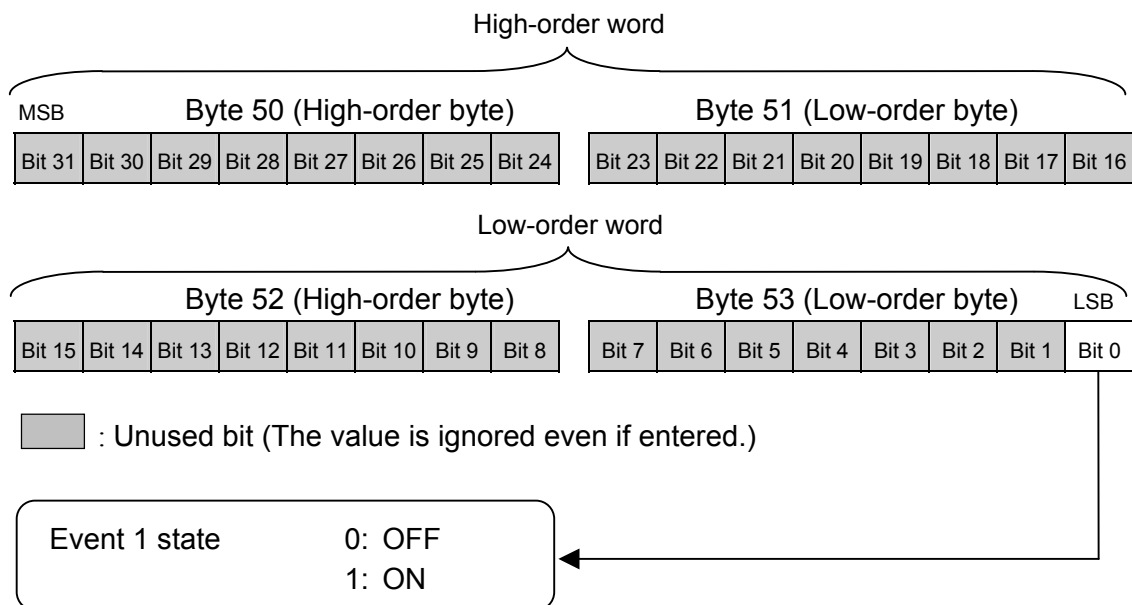 High-order word
MSB Byte 50 (High-order byte) Byte 51 (Low-order byte)
Bit 31 Bit 30 Bit 29 Bit 28 Bit 27 Bit 26 Bit 25 Bit 24 Bit 23 Bit 22 Bit 21 Bit 20 Bit 19 Bit 18 Bit 17 Bit 16
Low-order word
Byte 52 (High-order byte) Byte 53 (Low-order byte) LSB
Bit 15 Bit 14 Bit 13 Bit 12 Bit 11 Bit 10 Bit 9 Bit 8 Bit 7 Bit 6 Bit 5 Bit 4 Bit 3 Bit 2 Bit 1 Bit 0
: Unused bit (The value is ignored even if entered.)
Event 1 state 0: OFF
1: ON